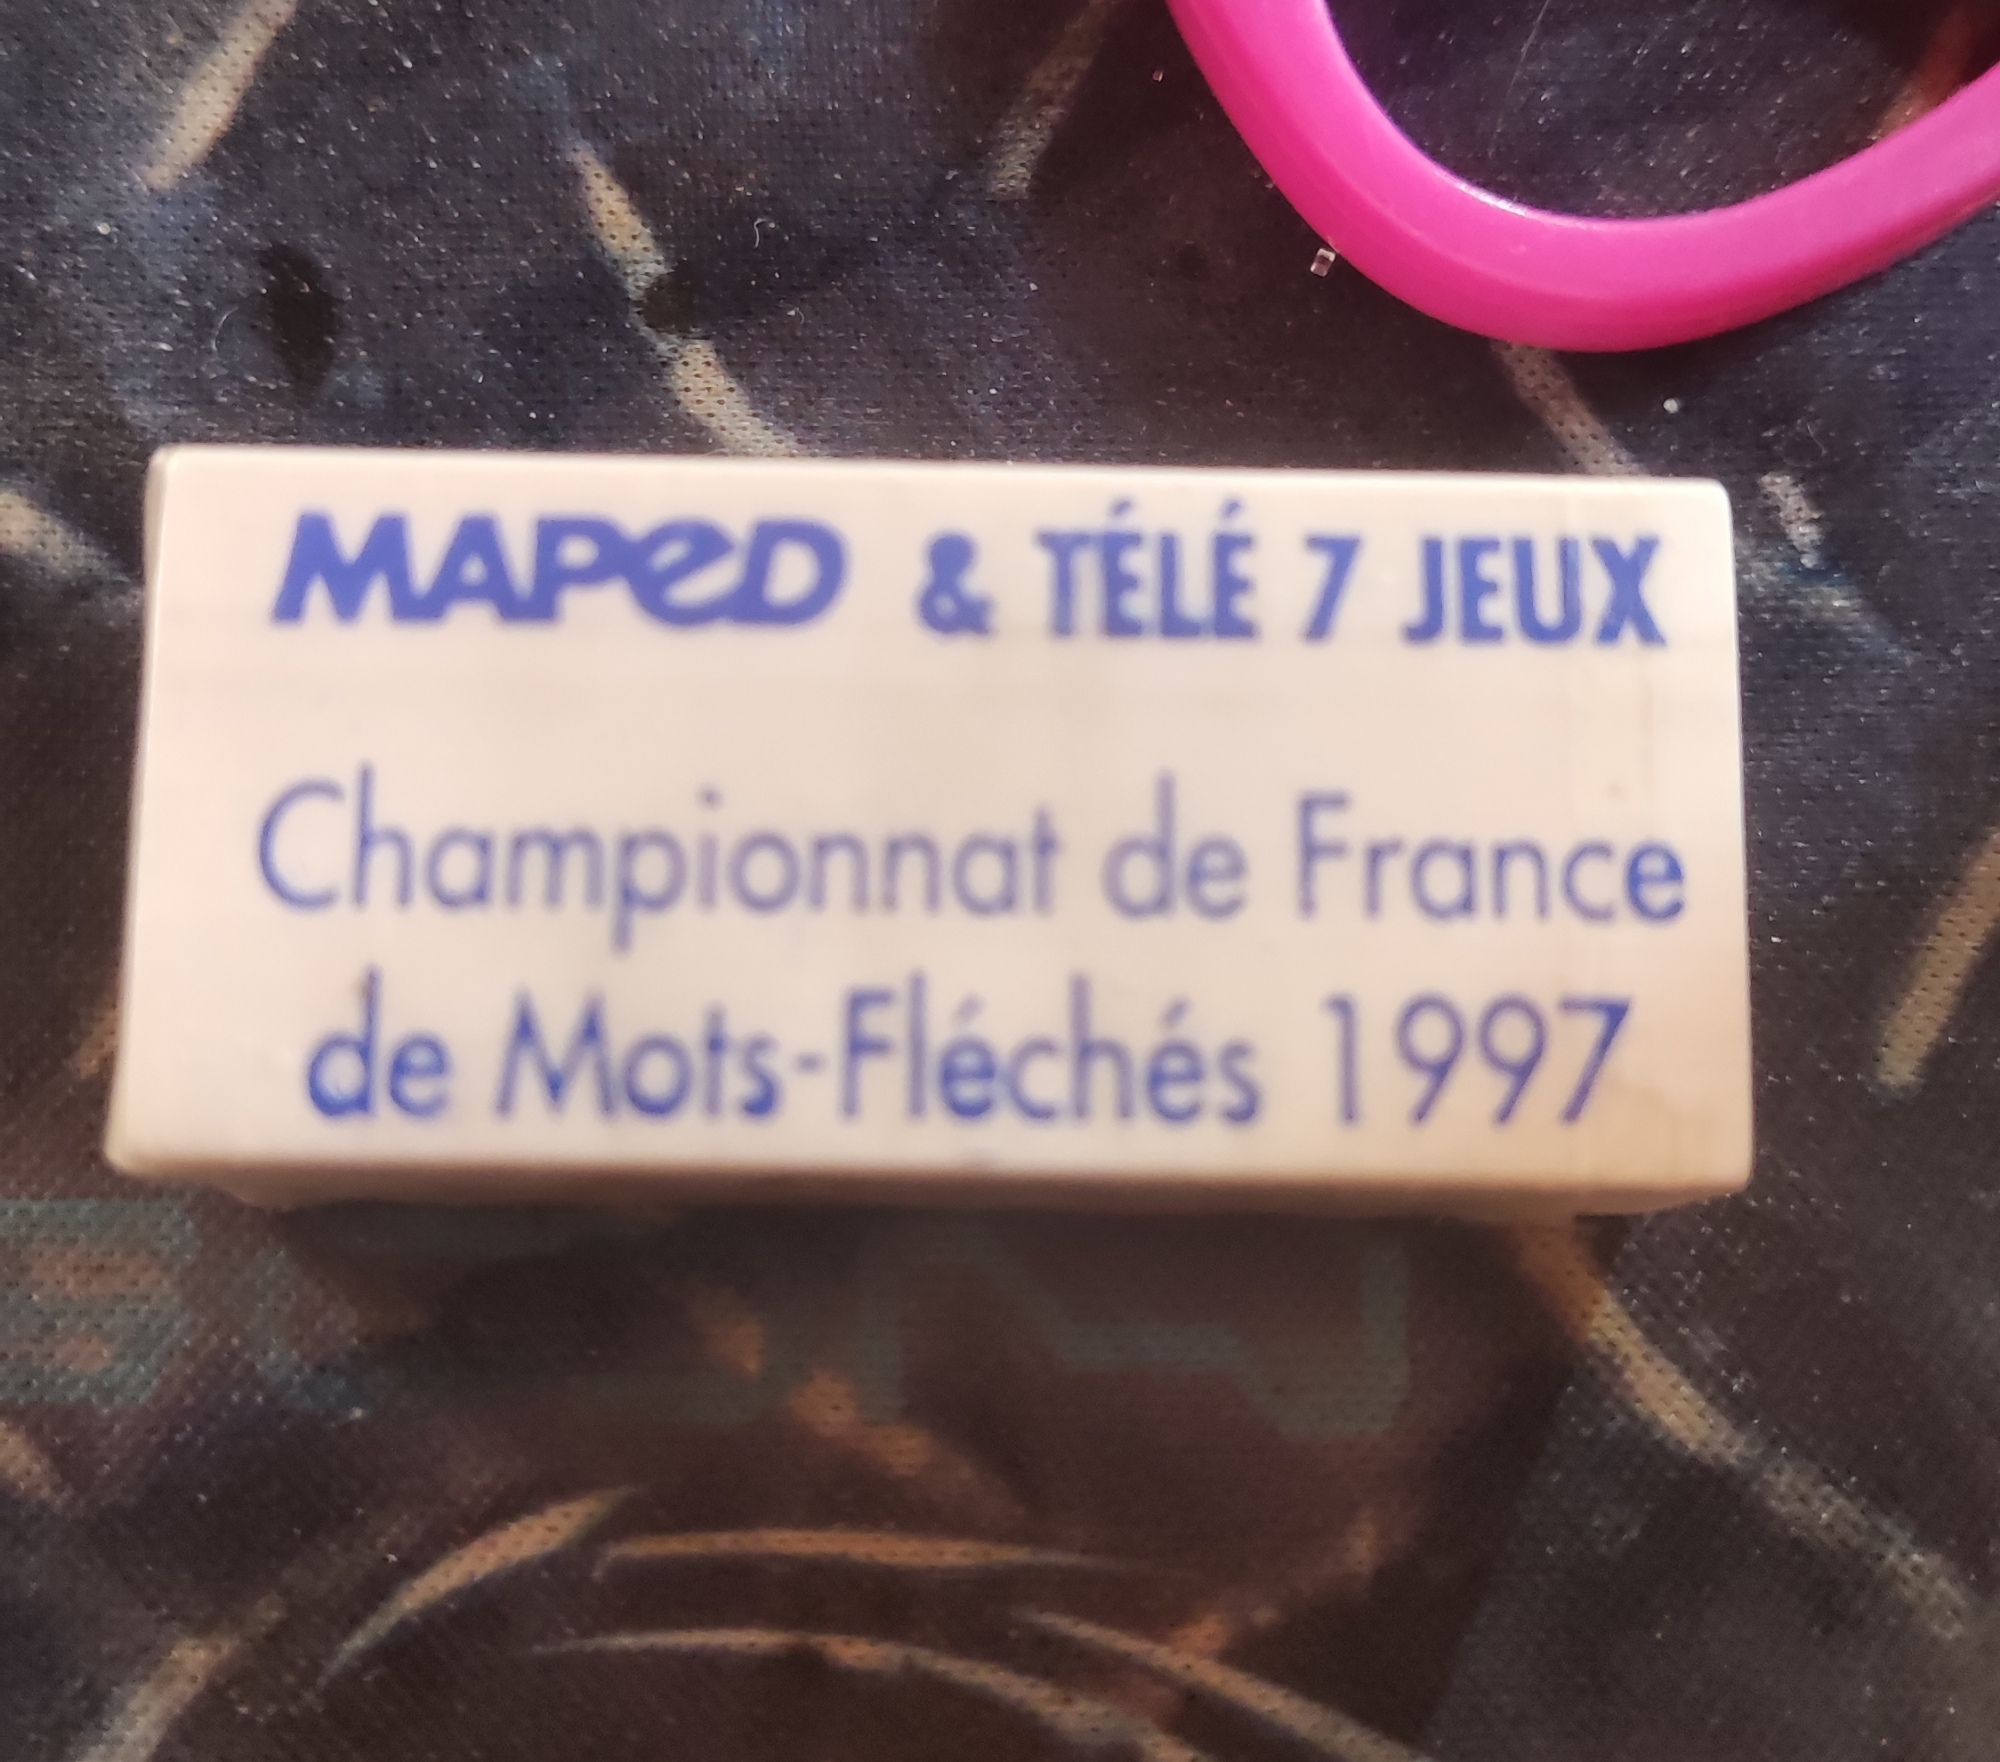 MAPeD & TÉLÉ 7 JEUX
Championnat de France
de Mots-Fléchés 1997